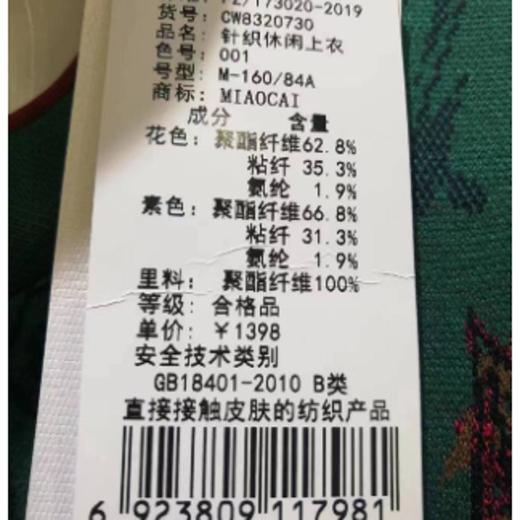 FZ/T73020-2019
货号: CW8320730
品名: 针织休闲上衣
色号: 001
号型: M-160/84A
商标: MIAOCAI
成分 含量
花色: 聚酯纤维62.8%
粘纤 35.3%
氨纶 1.9%
素色: 聚酯纤维66.8%
粘纤 31.3%
氨纶 1.9%
里料: 聚酯纤维100%
等级: 合格品
单价: ¥1398
安全技术类别
GB18401-2010 B类
直接接触皮肤的纺织产品
6 923809 117981